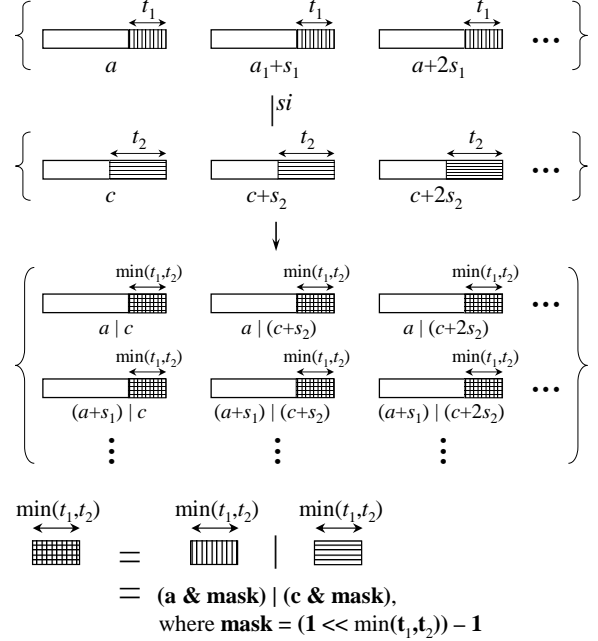 t₁ t₁ t₁
{ a a₁+s₁ a+2s₁ ••• }
|si
t₂ t₂ t₂
{ c c+s₂ c+2s₂ ••• }
min(t₁,t₂) min(t₁,t₂) min(t₁,t₂)
a | c a | (c+s₂) a | (c+2s₂) •••
min(t₁,t₂) min(t₁,t₂) min(t₁,t₂)
(a+s₁) | c (a+s₁) | (c+s₂) (a+s₁) | (c+2s₂) •••
⋮ ⋮ ⋮
min(t₁,t₂) min(t₁,t₂) min(t₁,t₂)
= |
= (a & mask) | (c & mask),
where mask = (1 << min(t₁,t₂)) – 1